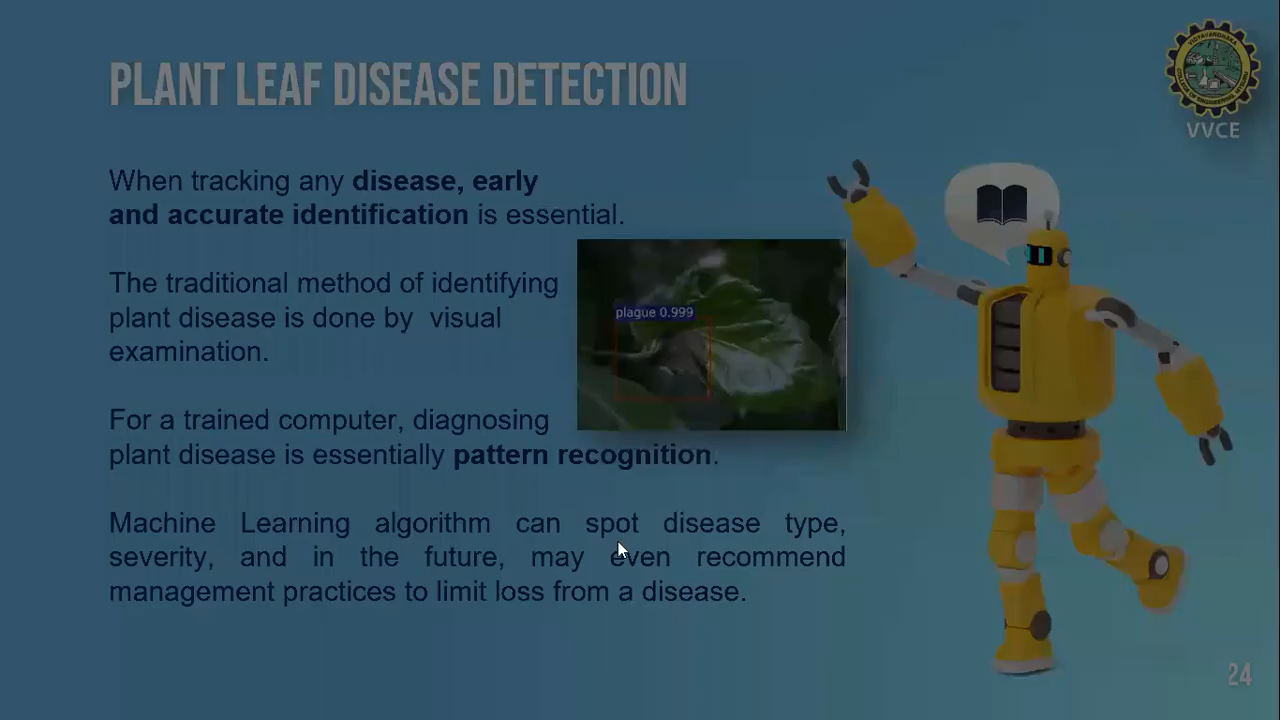 PLANT LEAF DISEASE DETECTION
VVCE
When tracking any disease, early
and accurate identification is essential.
The traditional method of identifying
plant disease is done by visual
examination.
plague 0.999
For a trained computer, diagnosing
plant disease is essentially pattern recognition.
Machine Learning algorithm can spot disease type,
severity, and in the future, may even recommend
management practices to limit loss from a disease.
24